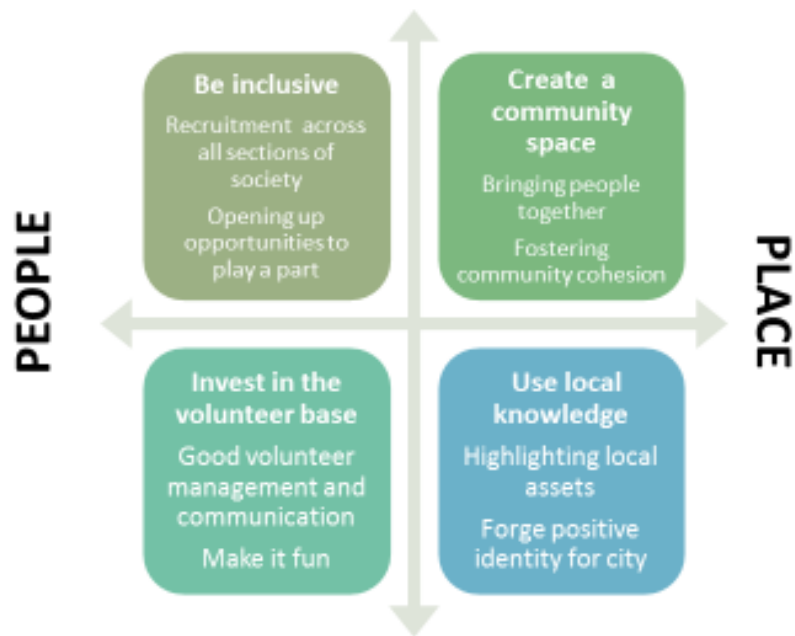 PEOPLE
Be inclusive
Recruitment across
all sections of
society
Opening up
opportunities to
play a part
Create a
community
space
Bringing people
together
Fostering
community cohesion
Invest in the
volunteer base
Good volunteer
management and
communication
Make it fun
Use local
knowledge
Highlighting local
assets
Forge positive
identity for city
PLACE